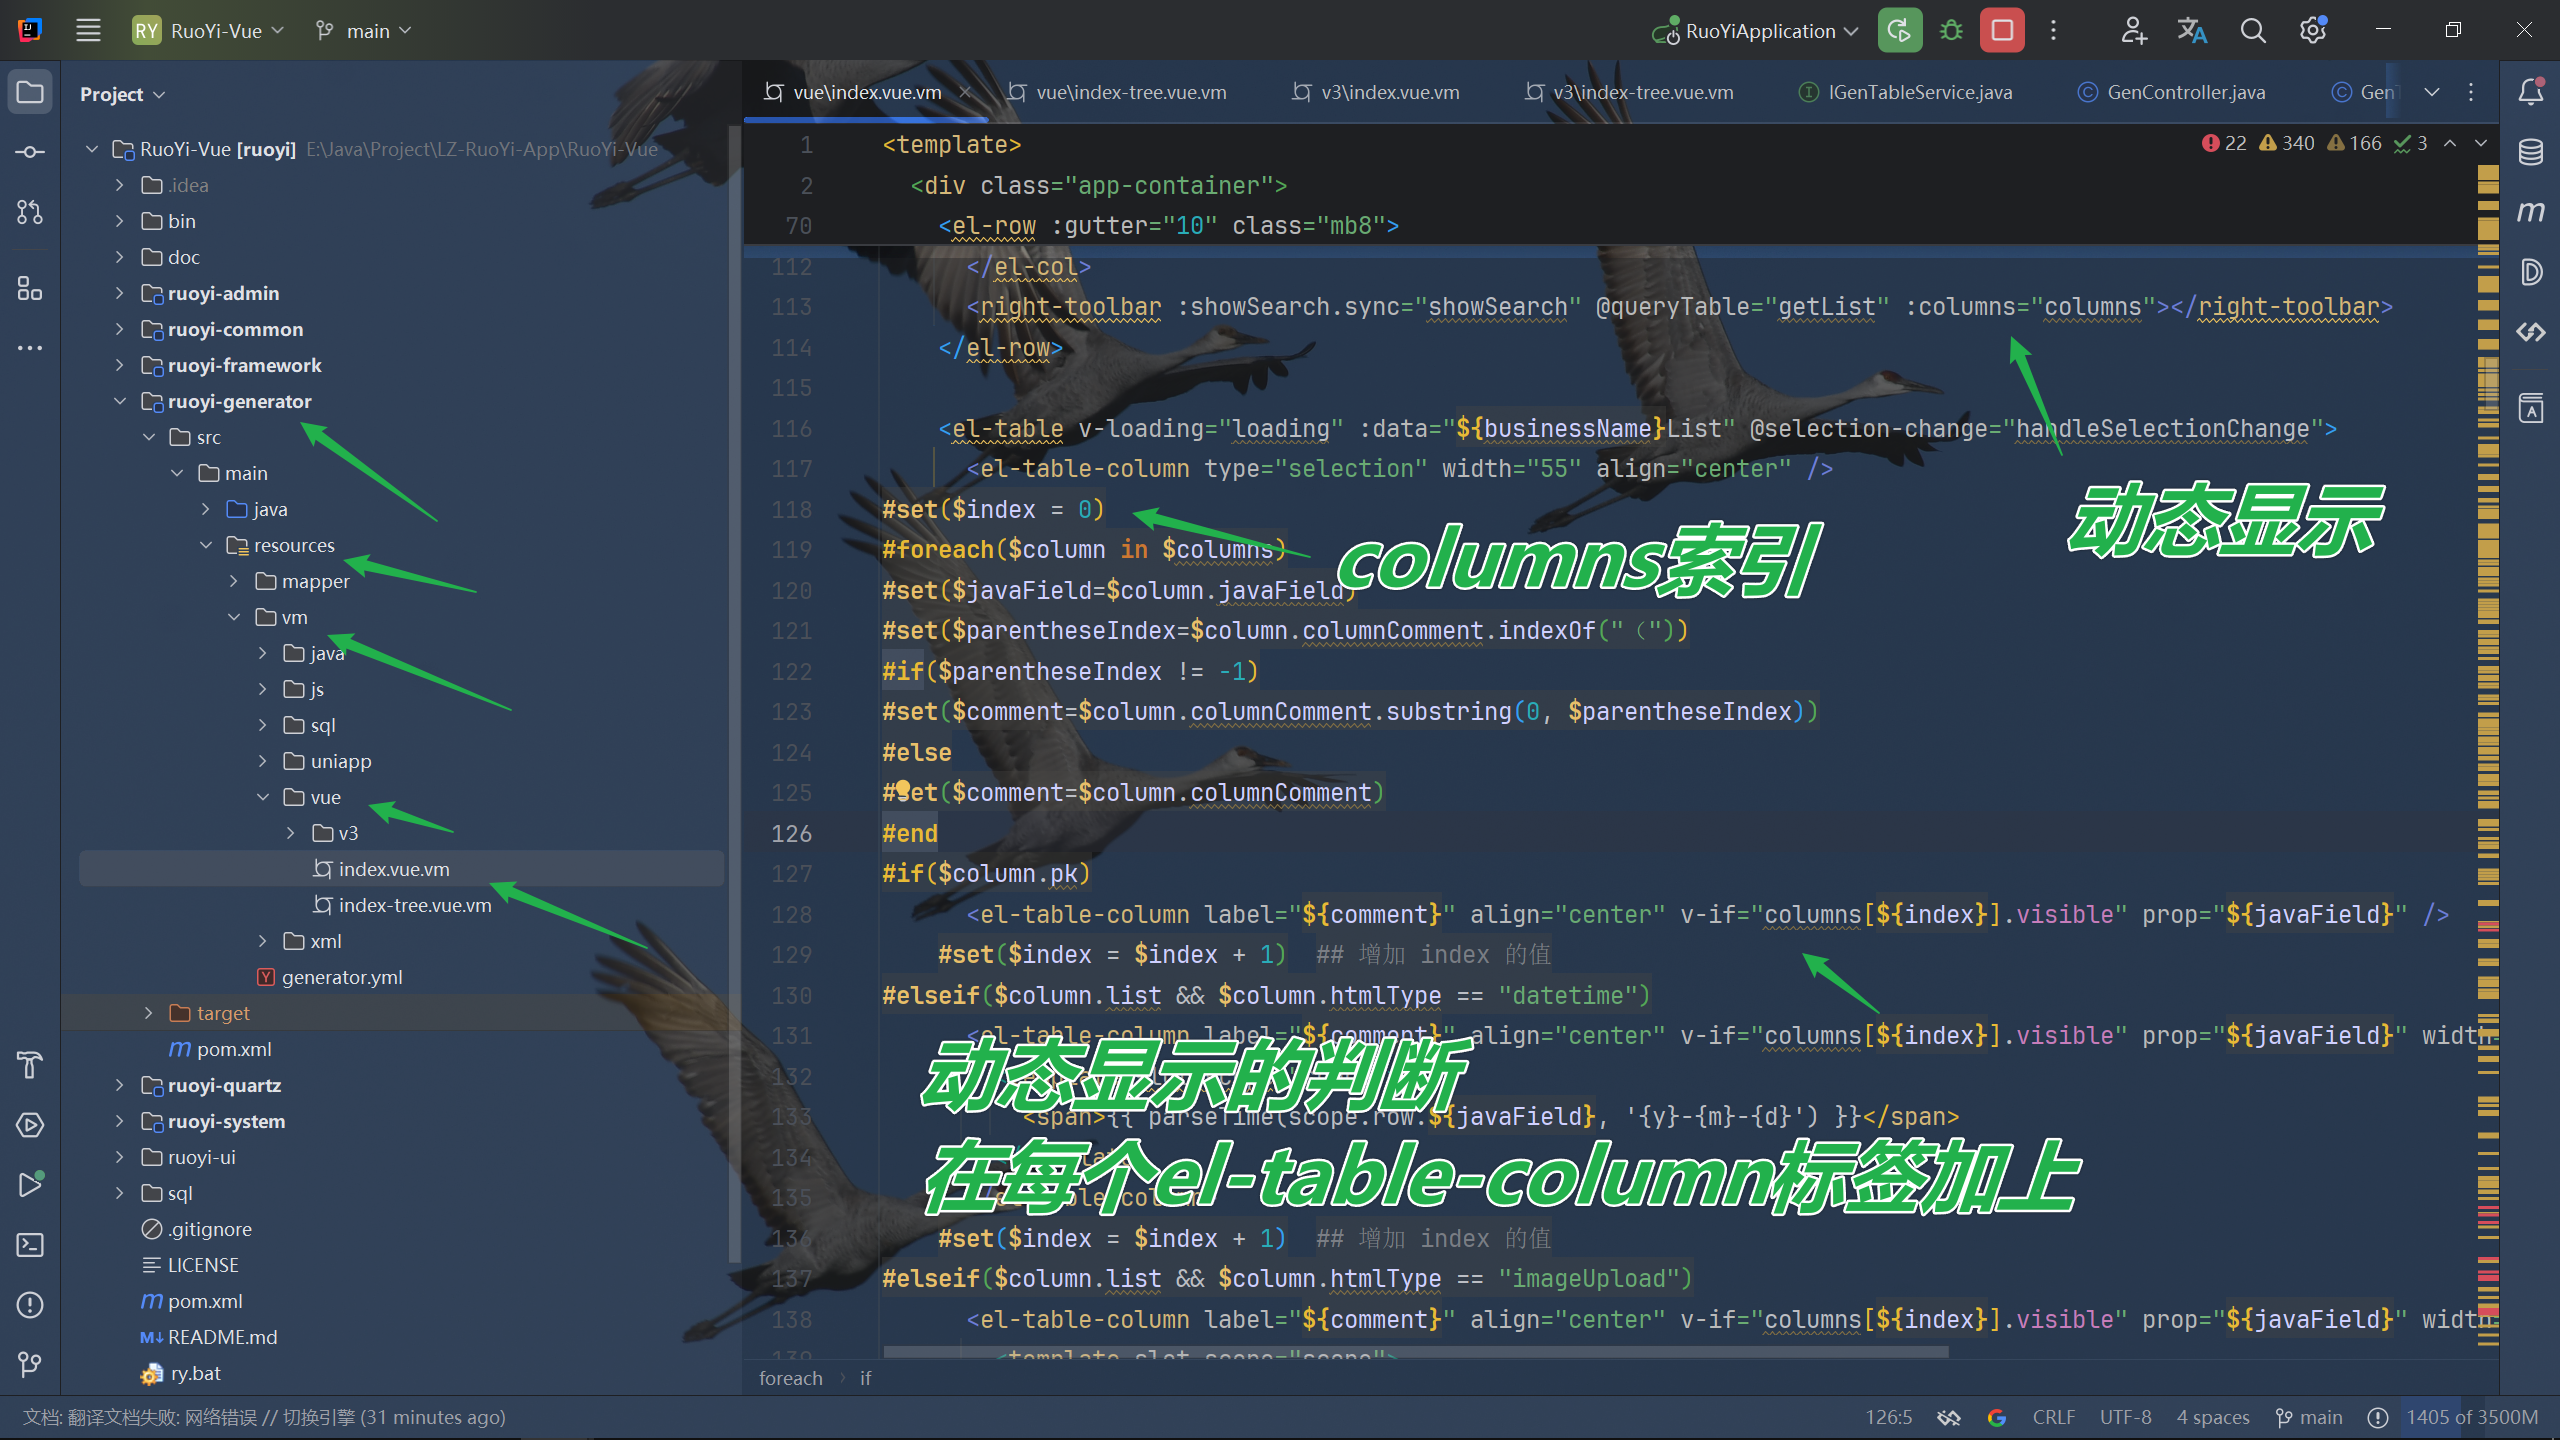 RY RuoYi-Vue main RuoYiApplication
Project
RuoYi-Vue [ruoyi] E:\Java\Project\LZ-RuoYi-App\RuoYi-Vue
.idea
bin
doc
ruoyi-admin
ruoyi-common
ruoyi-framework
ruoyi-generator
src
main
java
resources
mapper
vm
java
js
sql
uniapp
vue
v3
index.vue.vm
index-tree.vue.vm
xml
generator.yml
target
pom.xml
ruoyi-quartz
ruoyi-system
ruoyi-ui
sql
.gitignore
LICENSE
pom.xml
README.md
ry.bat
vue\index.vue.vm vue\index-tree.vue.vm v3\index.vue.vm v3\index-tree.vue.vm IGenTableService.java GenController.java Gen
22 340 166 3
1 <template>
2 <div class="app-container">
70 <el-row :gutter="10" class="mb8">
112 </el-col>
113 <right-toolbar :showSearch.sync="showSearch" @queryTable="getList" :columns="columns"></right-toolbar>
114 </el-row>
115
116 <el-table v-loading="loading" :data="${businessName}List" @selection-change="handleSelectionChange">
117 <el-table-column type="selection" width="55" align="center" />
118 #set($index = 0)
119 #foreach($column in $columns)
120 #set($javaField=$column.javaField)
121 #set($parentheseIndex=$column.columnComment.indexOf("（"))
122 #if($parentheseIndex != -1)
123 #set($comment=$column.columnComment.substring(0, $parentheseIndex))
124 #else
125 #set($comment=$column.columnComment)
126 #end
127 #if($column.pk)
128 <el-table-column label="${comment}" align="center" v-if="columns[${index}].visible" prop="${javaField}" />
129 #set($index = $index + 1) ## 增加 index 的值
130 #elseif($column.list && $column.htmlType == "datetime")
131 <el-table-column label="${comment}" align="center" v-if="columns[${index}].visible" prop="${javaField}" width
132
133 <span>{{ parseTime(scope.row.${javaField}, '{y}-{m}-{d}') }}</span>
134
135
136 #set($index = $index + 1) ## 增加 index 的值
137 #elseif($column.list && $column.htmlType == "imageUpload")
138 <el-table-column label="${comment}" align="center" v-if="columns[${index}].visible" prop="${javaField}" width
139 <template slot-scope="scope">
动态显示
columns索引
动态显示的判断
在每个el-table-column标签加上
foreach if
文档: 翻译文档失败: 网络错误 // 切换引擎 (31 minutes ago) 126:5 CRLF UTF-8 4 spaces main 1405 of 3500M